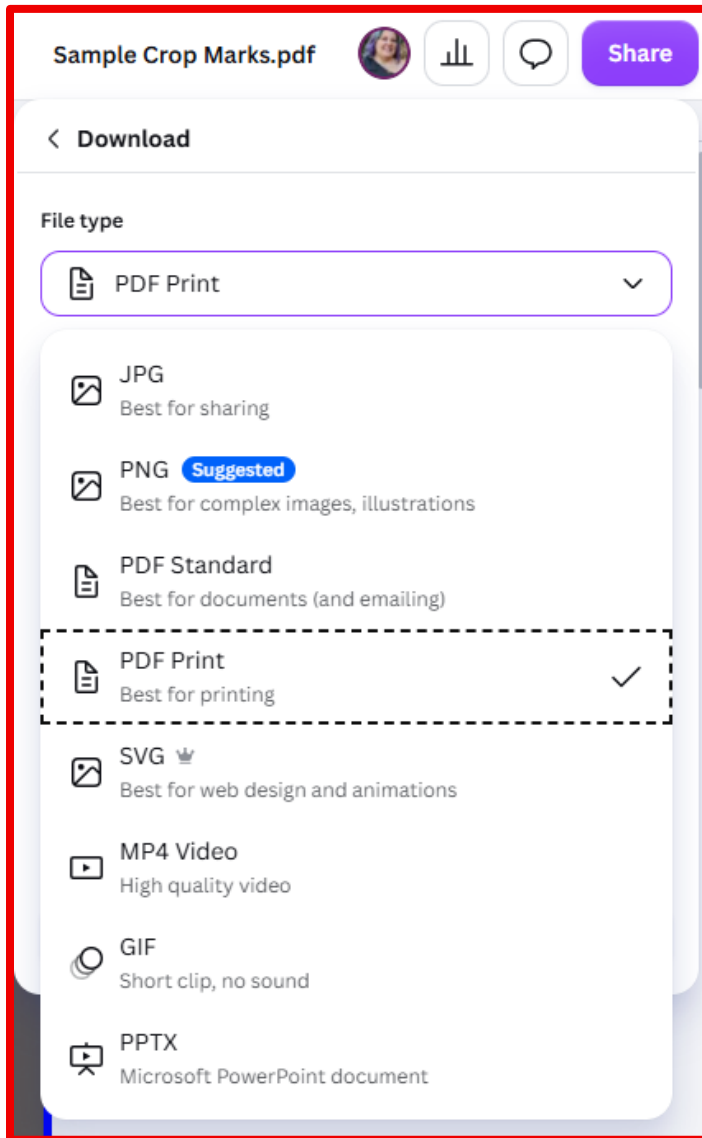 Sample Crop Marks.pdf
Share
Download
File type
PDF Print
JPG
Best for sharing
PNG Suggested
Best for complex images, illustrations
PDF Standard
Best for documents (and emailing)
PDF Print
Best for printing
SVG
Best for web design and animations
MP4 Video
High quality video
GIF
Short clip, no sound
PPTX
Microsoft PowerPoint document